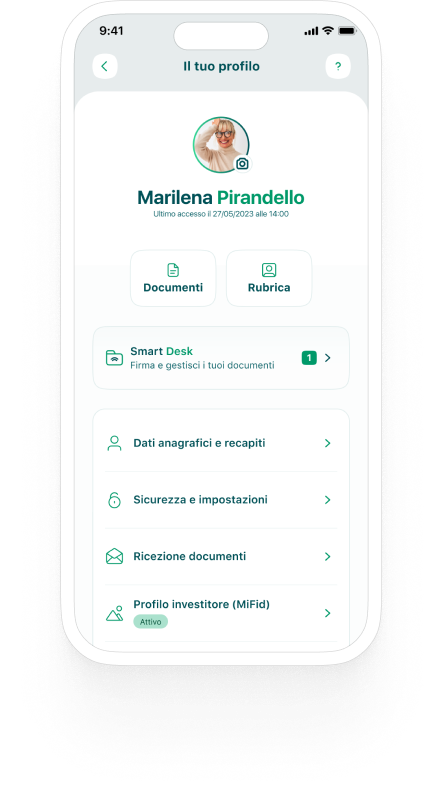 9:41
Il tuo profilo
?
Marilena Pirandello
Ultimo accesso il 27/05/2023 alle 14:00
Documenti
Rubrica
Smart Desk
Firma e gestisci i tuoi documenti
1
Dati anagrafici e recapiti
Sicurezza e impostazioni
Ricezione documenti
Profilo investitore (MiFid)
Attivo